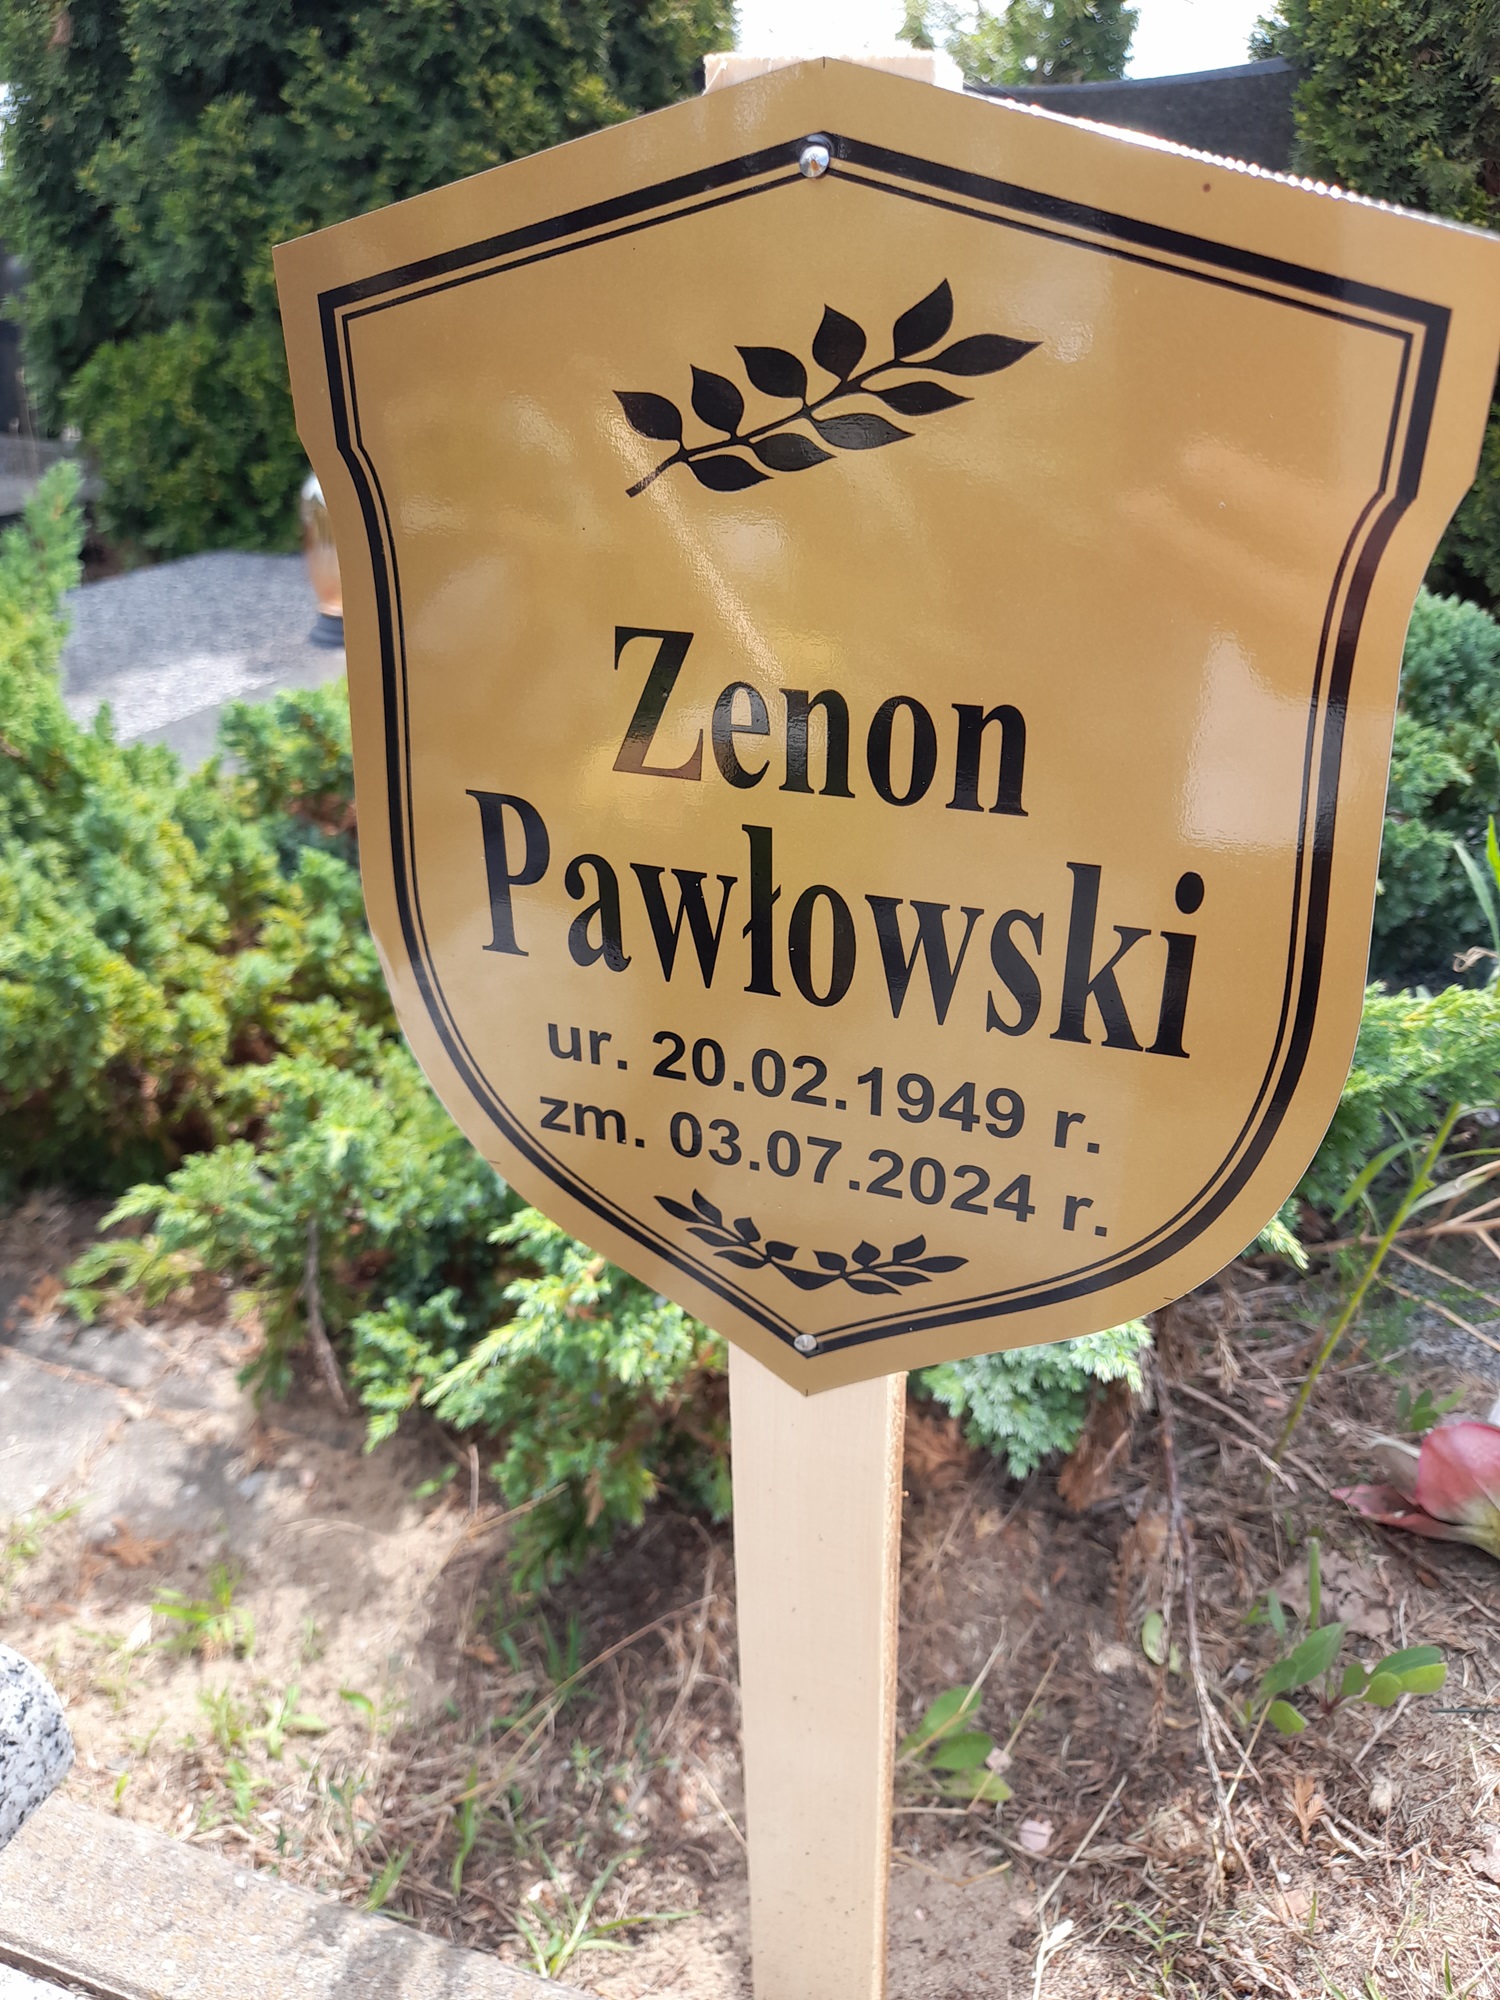 Zenon
Pawłowski
ur. 20.02.1949 r.
zm. 03.07.2024 r.